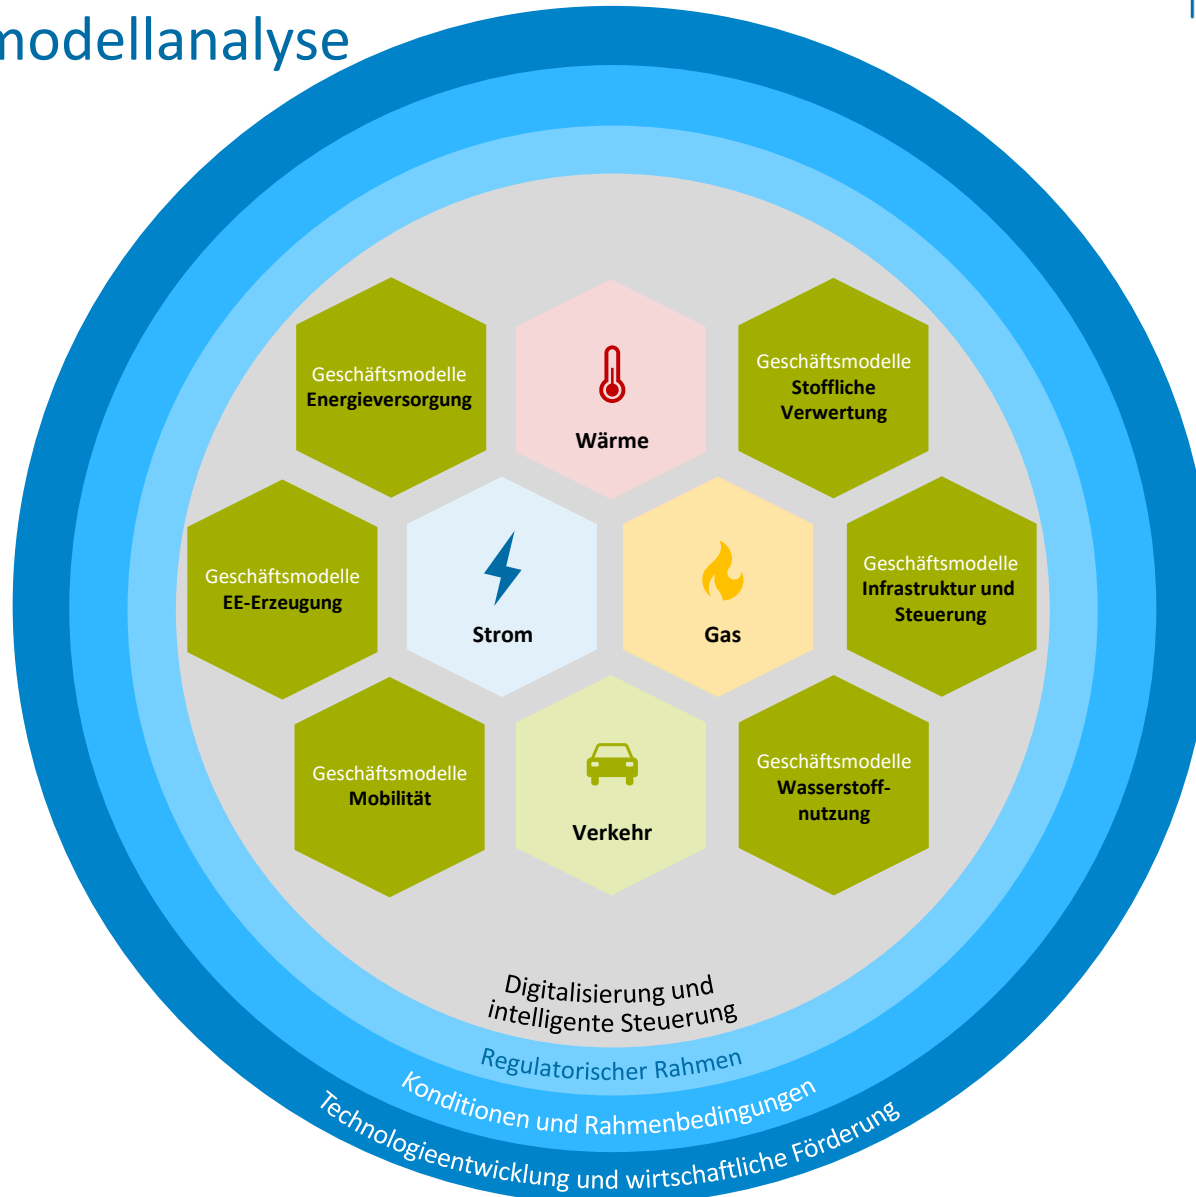 modellanalyse
Geschäftsmodelle
Energieversorgung
Wärme
Geschäftsmodelle
Stoffliche
Verwertung
Geschäftsmodelle
EE-Erzeugung
Strom
Gas
Geschäftsmodelle
Infrastruktur und
Steuerung
Geschäftsmodelle
Mobilität
Verkehr
Geschäftsmodelle
Wasserstoff-
nutzung
Digitalisierung und
intelligente Steuerung
Regulatorischer Rahmen
Konditionen und Rahmenbedingungen
Technologieentwicklung und wirtschaftliche Förderung